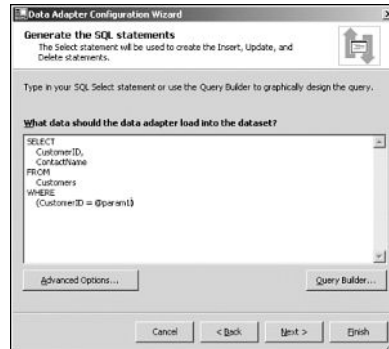 Data Adapter Configuration Wizard
Generate the SQL statements
The Select statement will be used to create the Insert, Update, and
Delete statements.
Type in your SQL Select statement or use the Query Builder to graphically design the query.
What data should the data adapter load into the dataset?
SELECT
CustomerID,
ContactName
FROM
Customers
WHERE
(CustomerID = @param1)
Advanced Options...
Query Builder...
Cancel
< Back
Next >
Finish